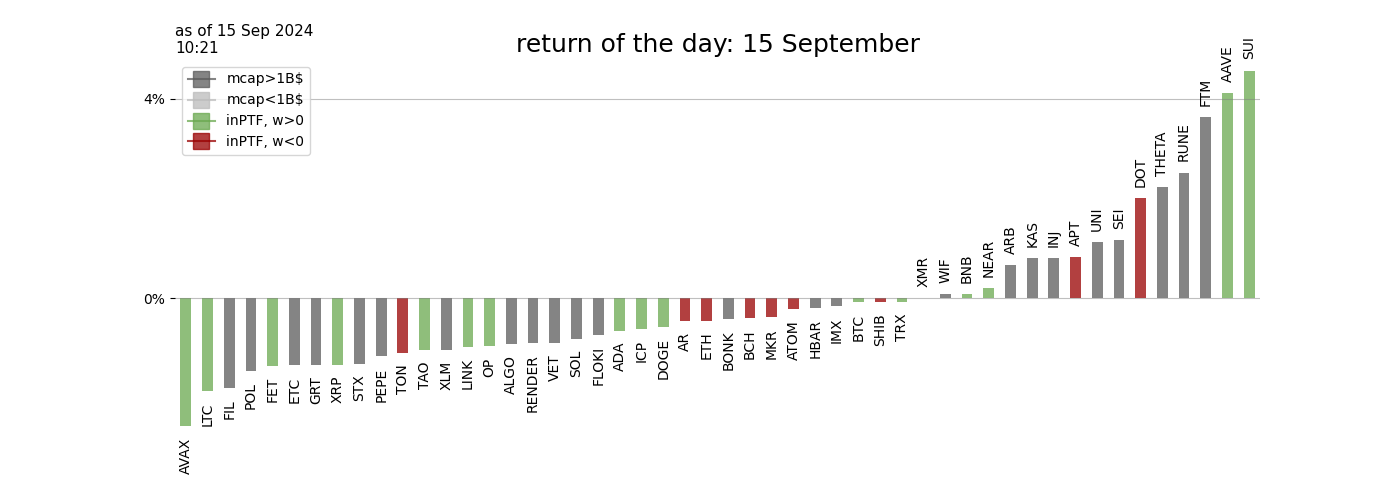 as of 15 Sep 2024
10:21
return of the day: 15 September
mcap>1B$
mcap<1B$
inPTF, w>0
inPTF, w<0
4%
0%
AVAX
LTC
FIL
POL
FET
ETC
GRT
XRP
STX
PEPE
TON
TAO
XLM
LINK
OP
ALGO
RENDER
VET
SOL
FLOKI
ADA
ICP
DOGE
AR
ETH
BONK
BCH
MKR
ATOM
HBAR
IMX
BTC
SHIB
TRX
XMR
WIF
BNB
NEAR
ARB
KAS
INJ
APT
UNI
SEI
DOT
THETA
RUNE
FTM
AAVE
SUI